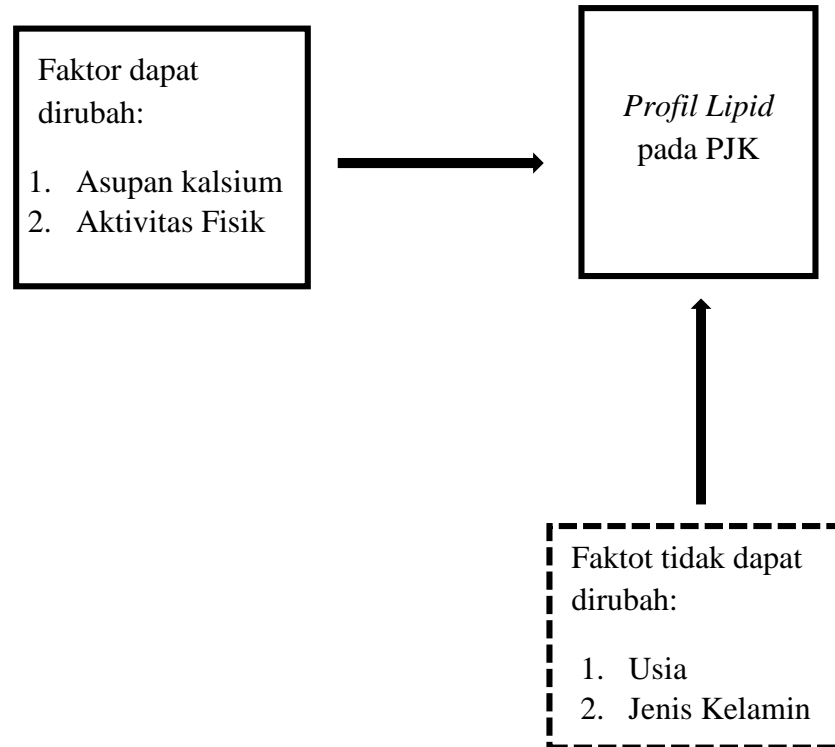 Faktor dapat
dirubah:
1. Asupan kalsium
2. Aktivitas Fisik
Profil Lipid
pada PJK
Faktot tidak dapat
dirubah:
1. Usia
2. Jenis Kelamin